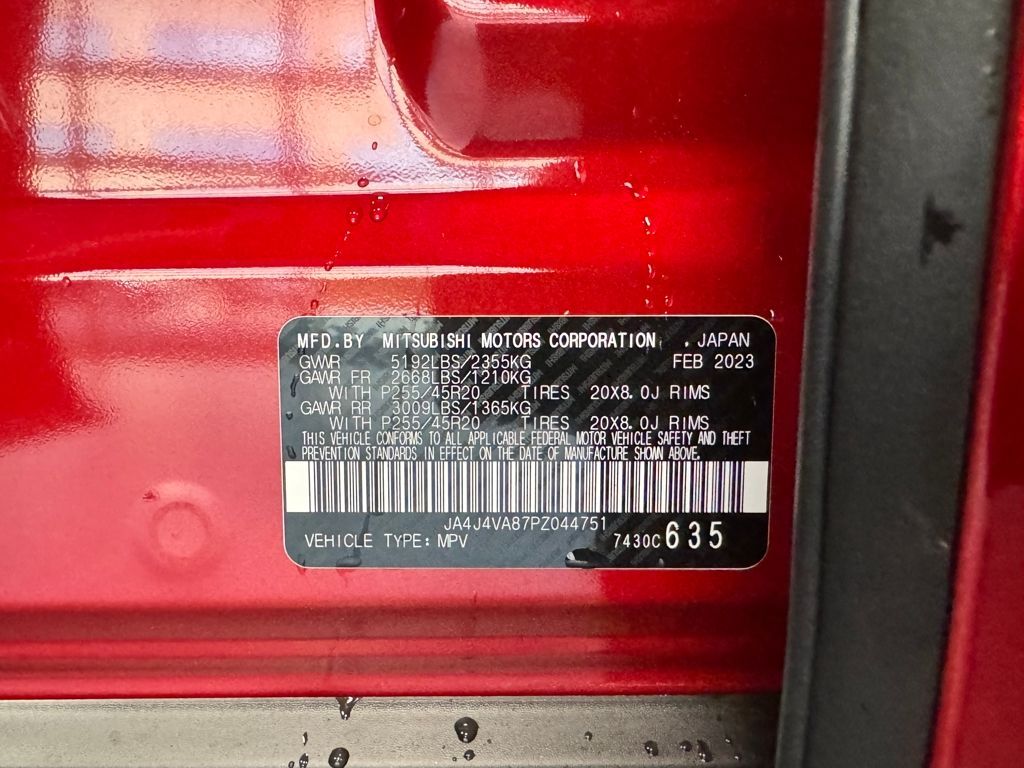 MFD.BY MITSUBISHI MOTORS CORPORATION , JAPAN
GVWR 5192LBS/2355KG FEB 2023
GAWR FR 2668LBS/1210KG
WITH P255/45R20 TIRES 20X8.0J RIMS
GAWR RR 3009LBS/1365KG
WITH P255/45R20 TIRES 20X8.0J RIMS
THIS VEHICLE CONFORMS TO ALL APPLICABLE FEDERAL MOTOR VEHICLE SAFETY AND THEFT
PREVENTION STANDARDS IN EFFECT ON THE DATE OF MANUFACTURE SHOWN ABOVE.
JA4J4VA87PZ044751
VEHICLE TYPE: MPV 7430C 635